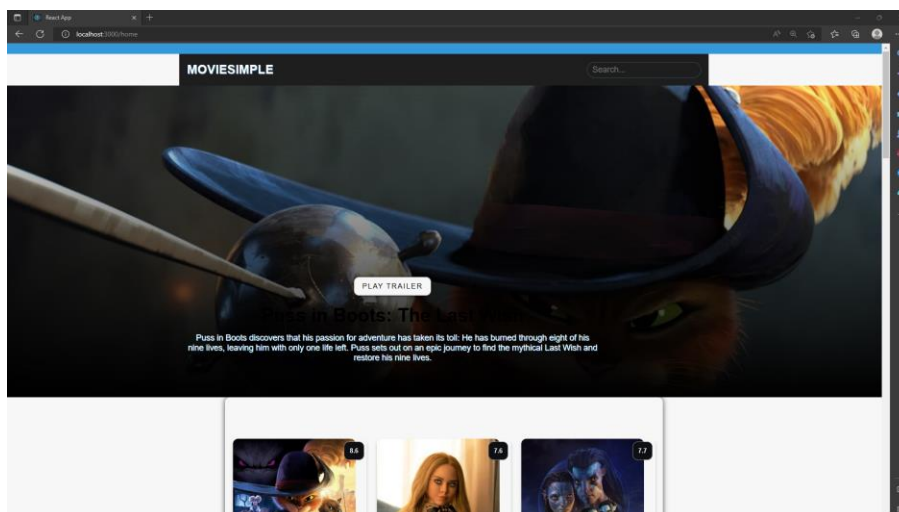 React App
localhost:3000/home
MOVIESIMPLE
Search...
PLAY TRAILER
Puss in Boots: The Last Wish
Puss in Boots discovers that his passion for adventure has taken its toll: He has burned through eight of his
nine lives, leaving him with only one life left. Puss sets out on an epic journey to find the mythical Last Wish and
restore his nine lives.
8.6
7.6
7.7